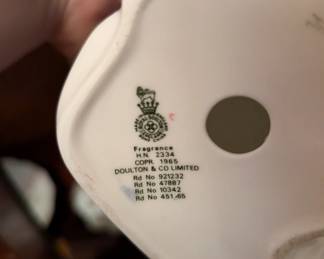 Fragrance
H.N. 2334
COPR. 1965
DOULTON & CO LIMITED
Rd No 921232
Rd No 47887
Rd No 10342
Rd No 451-65